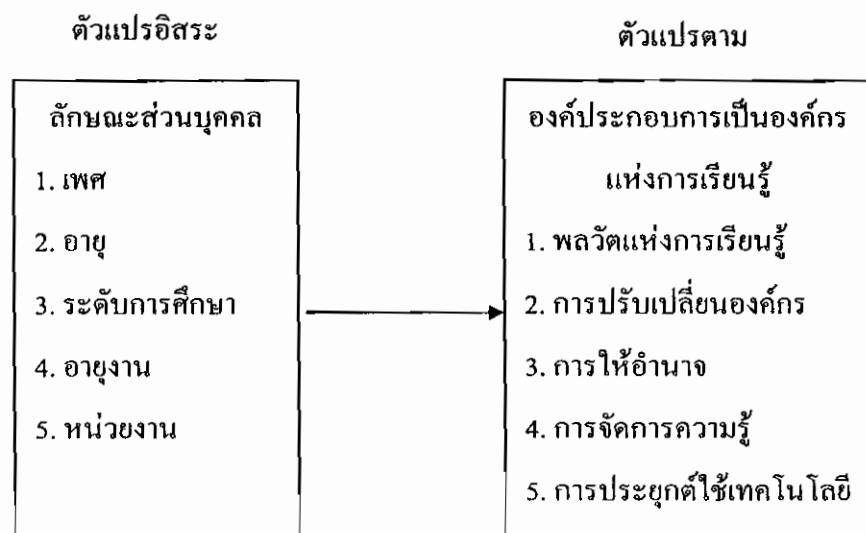 ตัวแปรอิสระ
ลักษณะส่วนบุคคล
1. เพศ
2. อายุ
3. ระดับการศึกษา
4. อายุงาน
5. หน่วยงาน
ตัวแปรตาม
องค์ประกอบการเป็นองค์กร
แห่งการเรียนรู้
1. พลวัตแห่งการเรียนรู้
2. การปรับเปลี่ยนองค์กร
3. การให้อำนาจ
4. การจัดการความรู้
5. การประยุกต์ใช้เทคโนโลยี